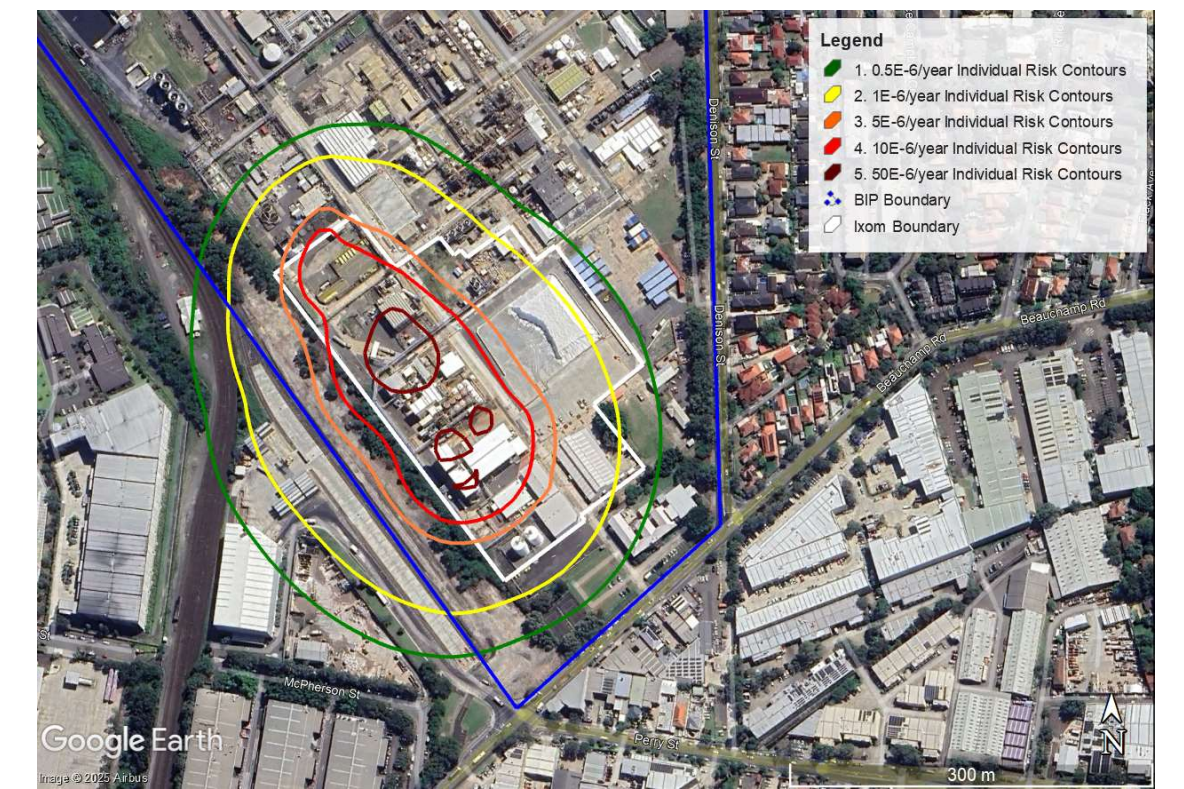 Legend
1. 0.5E-6/year Individual Risk Contours
2. 1E-6/year Individual Risk Contours
3. 5E-6/year Individual Risk Contours
4. 10E-6/year Individual Risk Contours
5. 50E-6/year Individual Risk Contours
BIP Boundary
Ixom Boundary
Denison St
Denison St
Beauchamp Rd
Beauchamp Rd
St
McPherson St
Perry St
Google Earth
Image © 2025 Airbus
N
300 m